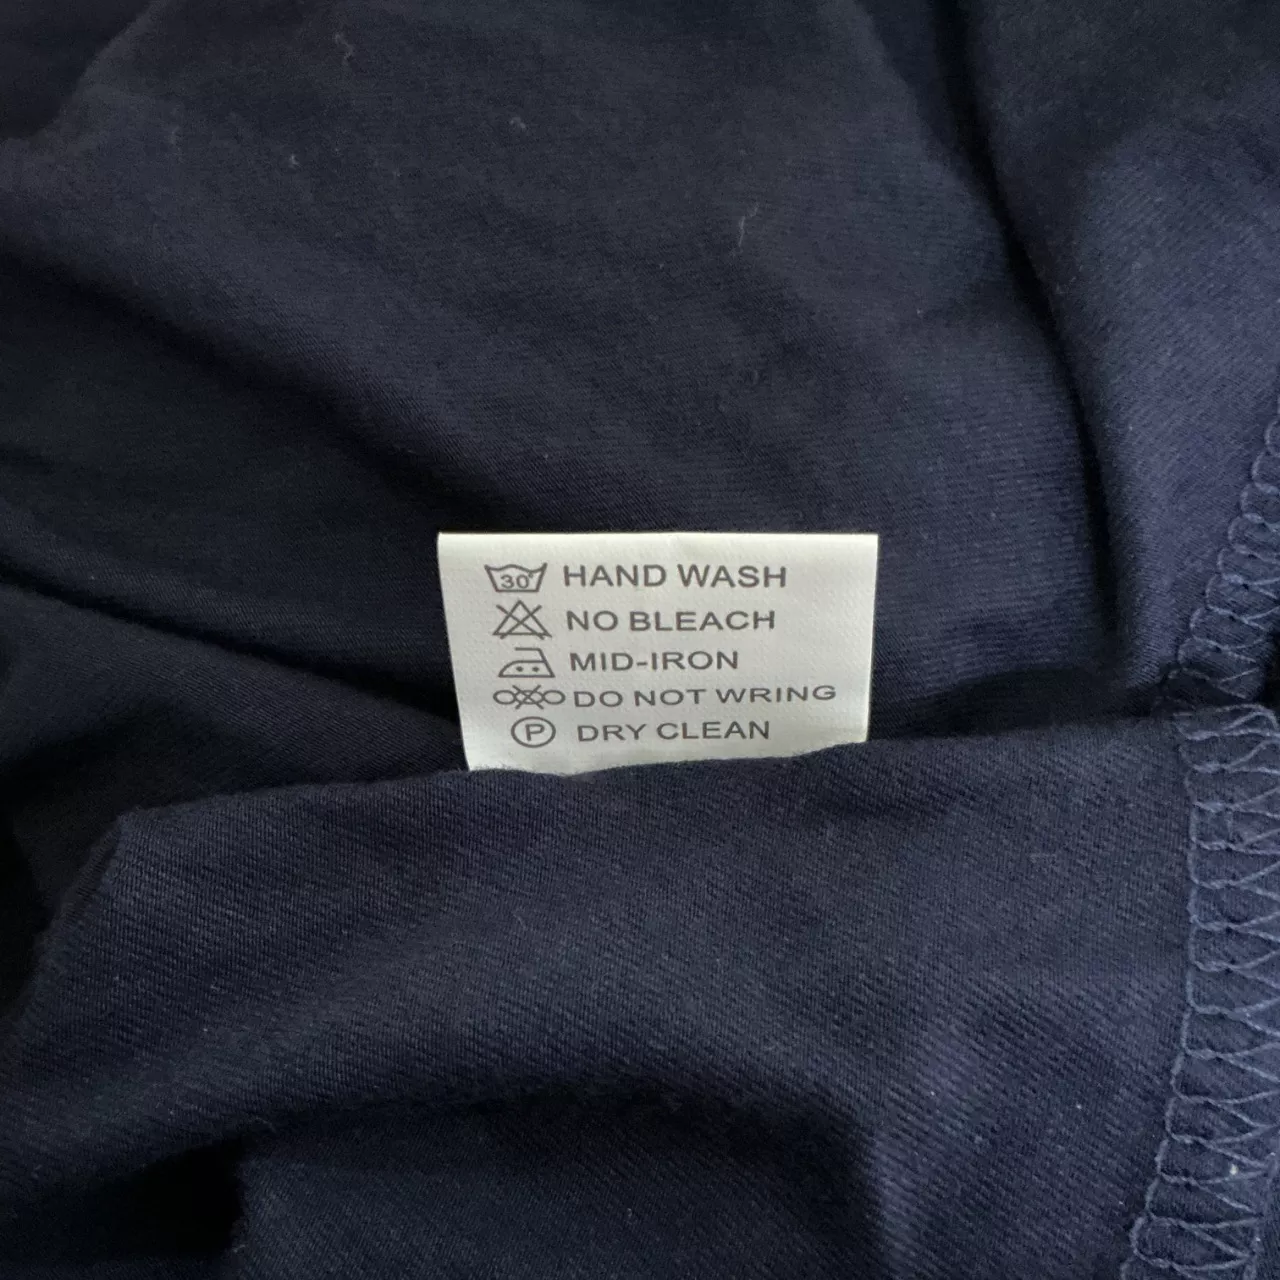 30° HAND WASH
NO BLEACH
MID-IRON
DO NOT WRING
P DRY CLEAN